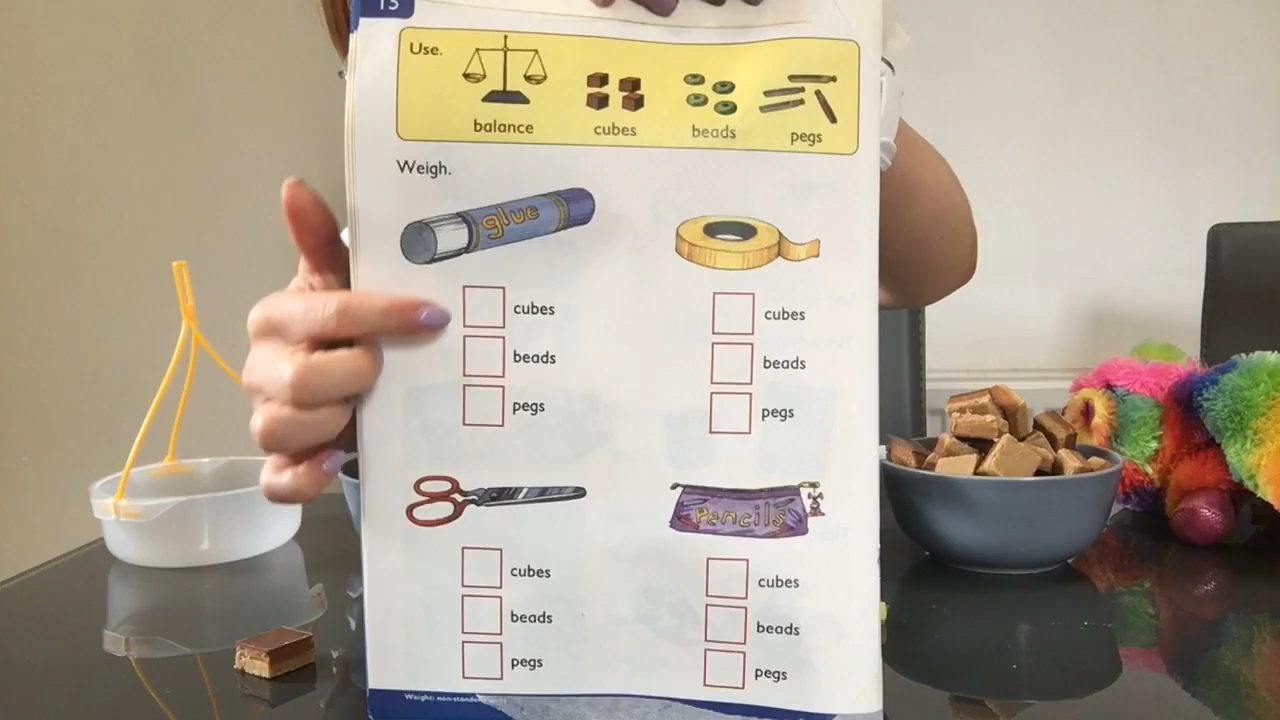 13
Use.
balance cubes beads pegs
Weigh.
glue
cubes
beads
pegs
cubes
beads
pegs
Pencils
cubes
beads
pegs
cubes
beads
pegs